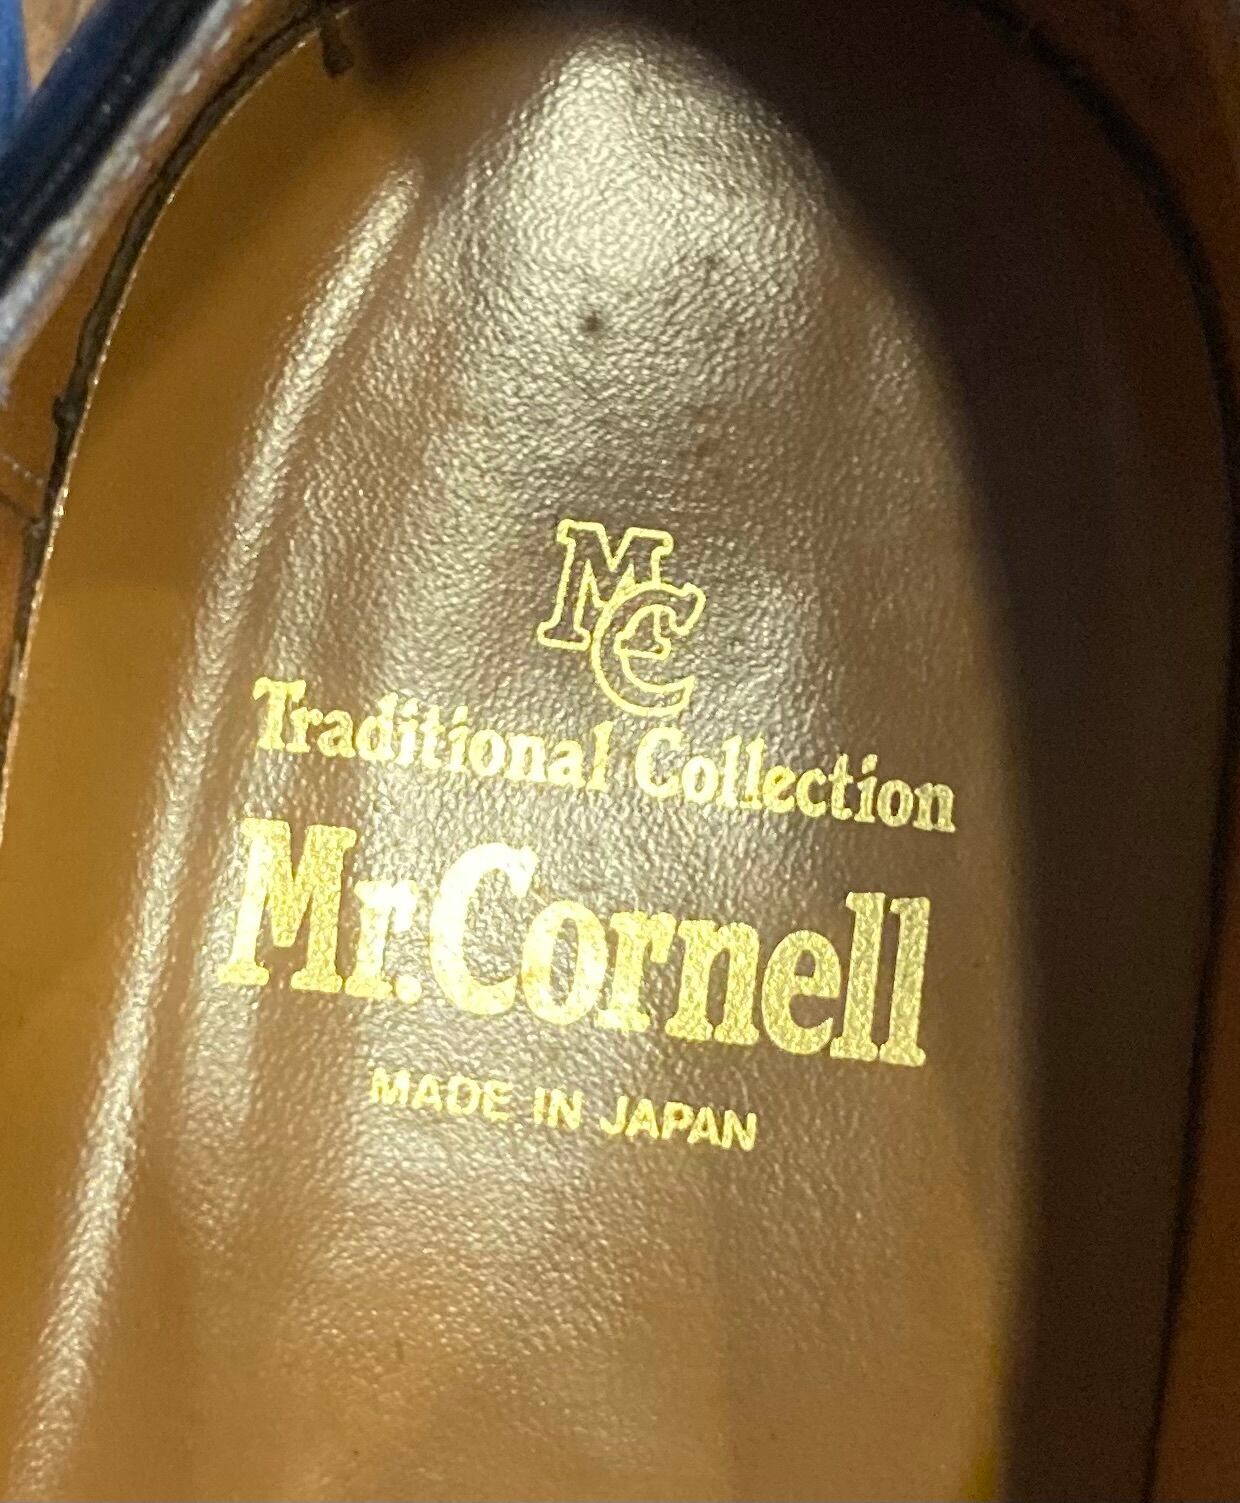 MC
Traditional Collection
Mr.Cornell
MADE IN JAPAN